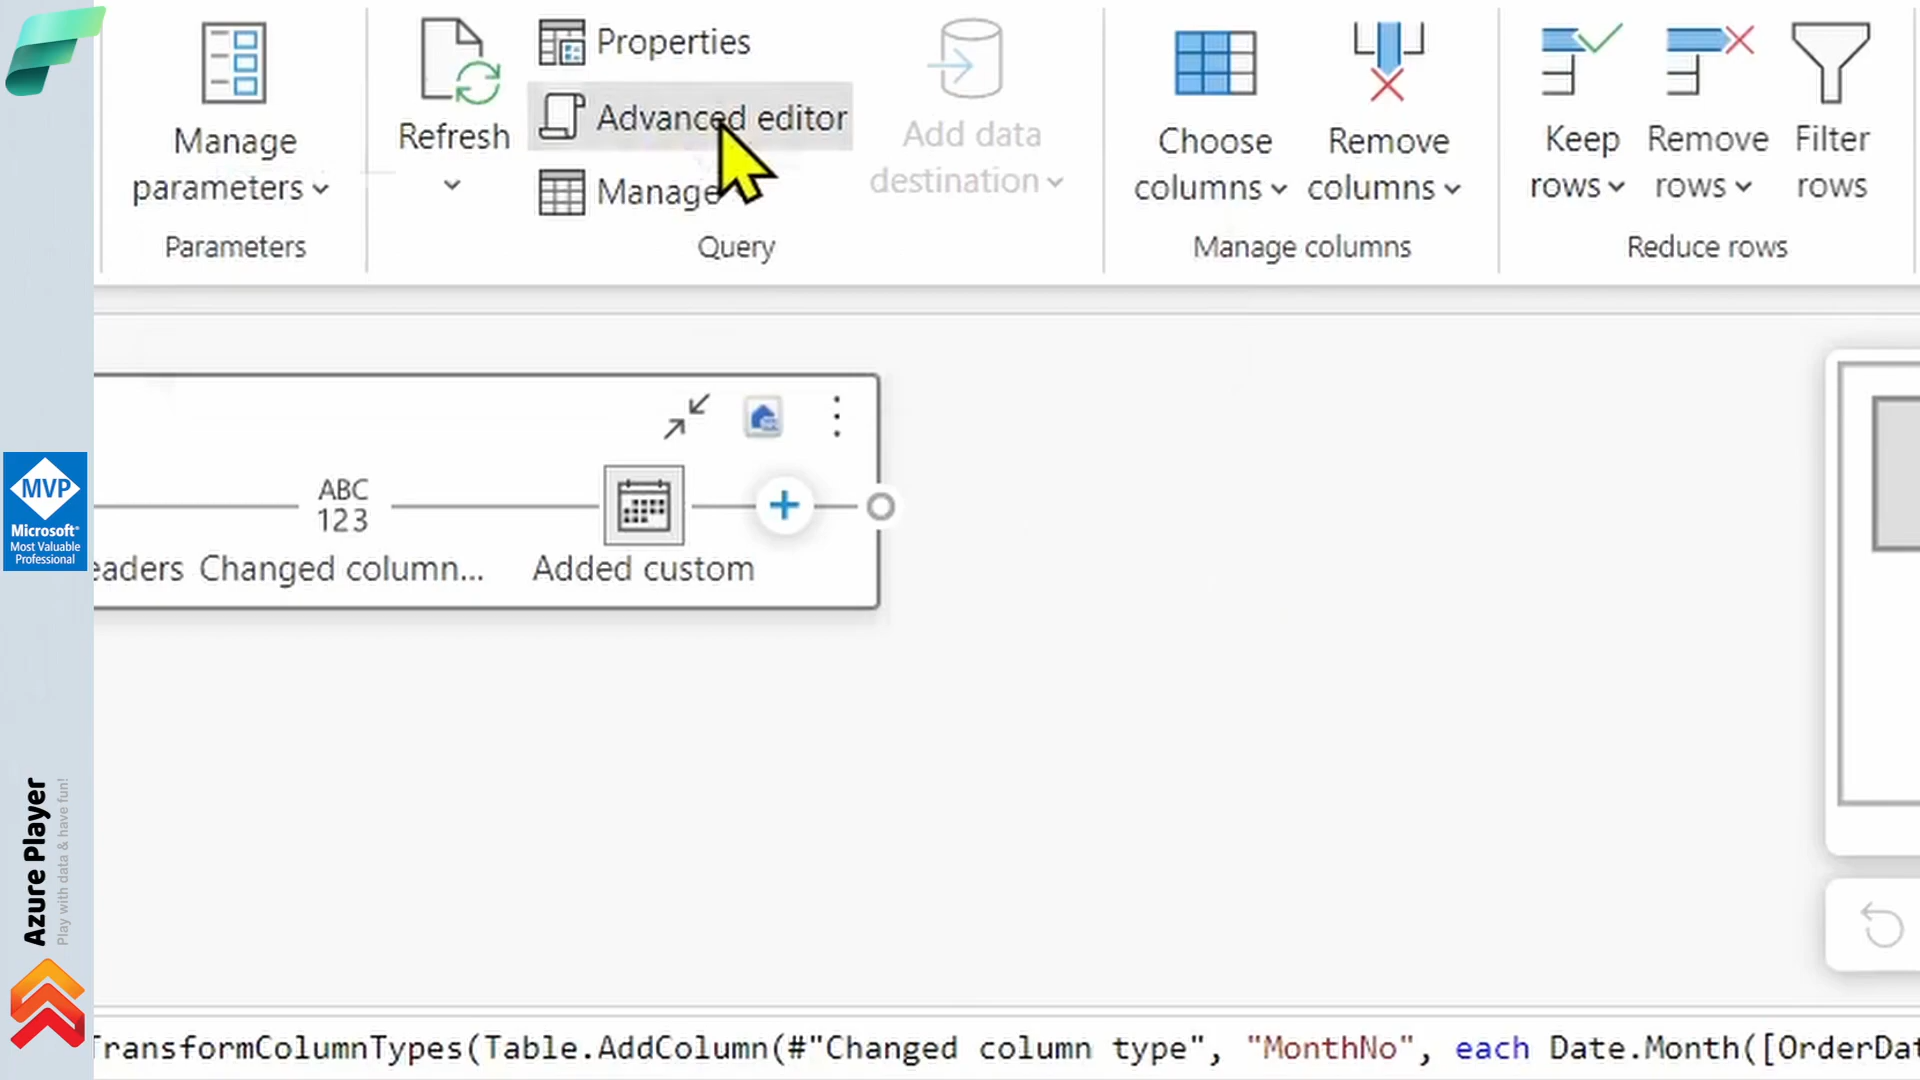 Manage
parameters
Parameters
Refresh
Properties
Advanced editor
Manage
Query
Add data
destination
Choose
columns
Remove
columns
Manage columns
Keep
rows
Remove
rows
Filter
rows
Reduce rows
ABC
123
eaders
Changed column...
Added custom
MVP
Microsoft®
Most Valuable
Professional
Azure Player
Play with data & have fun!
TransformColumnTypes(Table.AddColumn(#"Changed column type", "MonthNo", each Date.Month([OrderDat